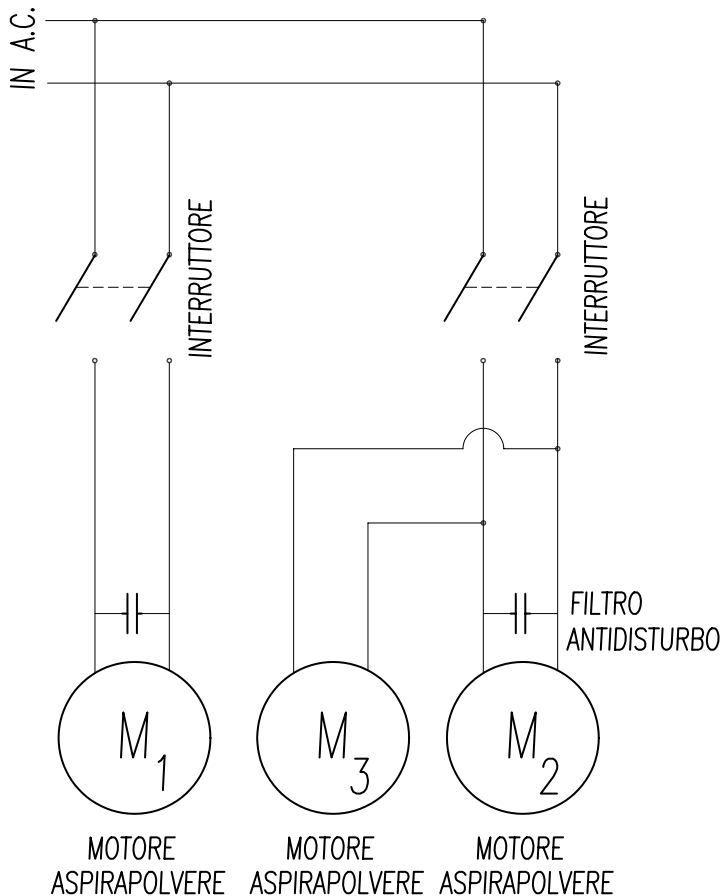 IN A.C.
INTERRUTTORE
INTERRUTTORE
FILTRO
ANTIDISTURBO
M1
M3
M2
MOTORE
ASPIRAPOLVERE
MOTORE
ASPIRAPOLVERE
MOTORE
ASPIRAPOLVERE